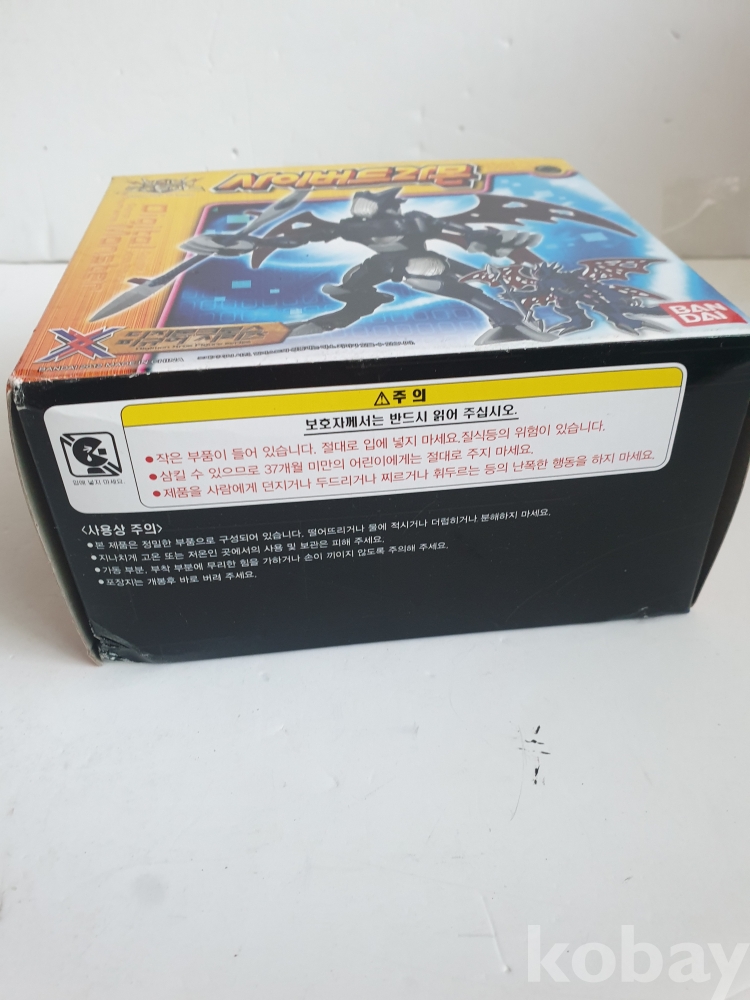 BAN
DAI
⚠주 의
보호자께서는 반드시 읽어 주십시오.
•작은 부품이 들어 있습니다. 절대로 입에 넣지 마세요.질식등의 위험이 있습니다.
•삼킬 수 있으므로 37개월 미만의 어린이에게는 절대로 주지 마세요.
•제품을 사람에게 던지거나 두드리거나 찌르거나 휘두르는 등의 난폭한 행동을 하지 마세요.
입에 넣지 마세요.
<사용상 주의>
•본 제품은 정밀한 부품으로 구성되어 있습니다. 떨어뜨리거나 물에 적시거나 더럽히거나 분해하지 마세요.
•지나치게 고온 또는 저온인 곳에서의 사용 및 보관은 피해 주세요.
•가동 부분, 부착 부분에 무리한 힘을 가하거나 손이 끼이지 않도록 주의해 주세요.
•포장지는 개봉후 바로 버려 주세요.
kobay